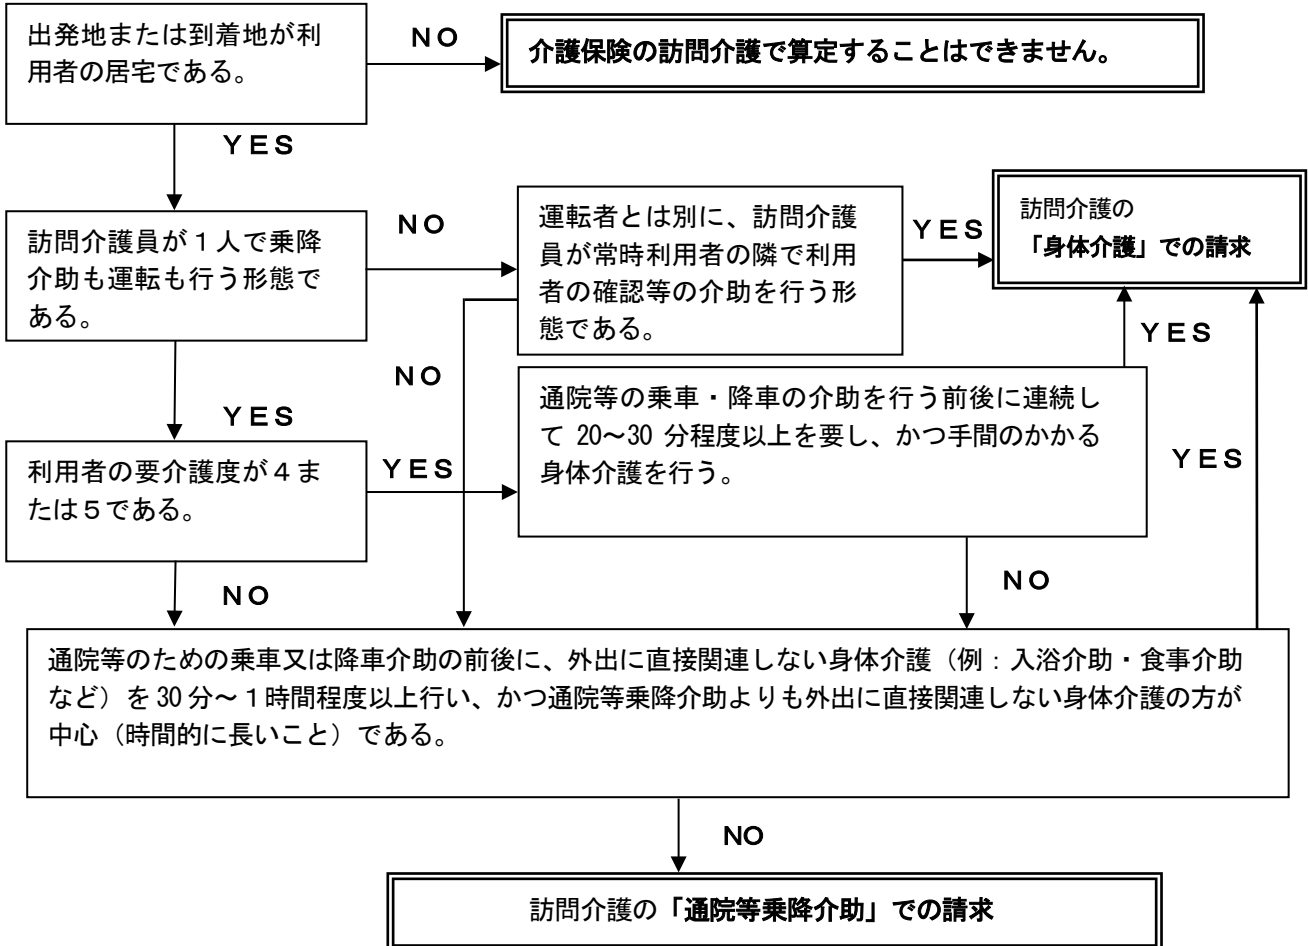 出発地または到着地が利
用者の居宅である。
ＮＯ
介護保険の訪問介護で算定することはできません。
ＹＥＳ
訪問介護員が１人で乗降
介助も運転も行う形態で
ある。
ＮＯ
運転者とは別に、訪問介護
員が常時利用者の隣で利用
者の確認等の介助を行う形
態である。
ＹＥＳ
訪問介護の
「身体介護」での請求
ＮＯ
ＹＥＳ
ＹＥＳ
利用者の要介護度が４ま
たは５である。
ＹＥＳ
通院等の乗車・降車の介助を行う前後に連続し
て 20～30 分程度以上を要し、かつ手間のかかる
身体介護を行う。
ＹＥＳ
ＮＯ
ＮＯ
通院等のための乗車又は降車介助の前後に、外出に直接関連しない身体介護（例：入浴介助・食事介助
など）を 30 分～１時間程度以上行い、かつ通院等乗降介助よりも外出に直接関連しない身体介護の方が
中心（時間的に長いこと）である。
ＮＯ
訪問介護の「通院等乗降介助」での請求